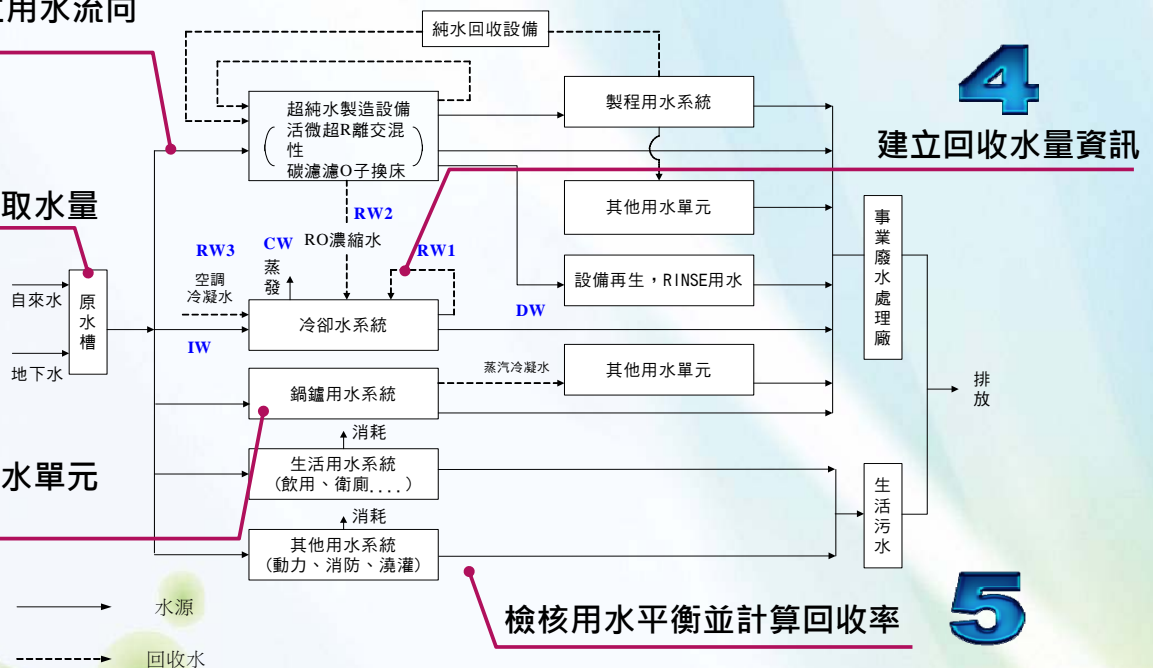 用水流向
純水回收設備
4
建立回收水量資訊
超純水製造設備
活微超R離交混
性
碳濾濾O子換床
製程用水系統
其他用水單元
取水量
RW2
RO濃縮水
RW3
CW
RW1
空調
冷凝水
蒸
發
設備再生，RINSE用水
DW
自來水
原
水
槽
地下水
冷卻水系統
IW
事
業
廢
水
處
理
廠
蒸汽冷凝水
其他用水單元
鍋鑪用水系統
排
放
消耗
生活用水系統
(飲用、衛廁....)
水單元
消耗
其他用水系統
(動力、消防、澆灌)
生
活
污
水
水源
回收水
檢核用水平衡並計算回收率
5